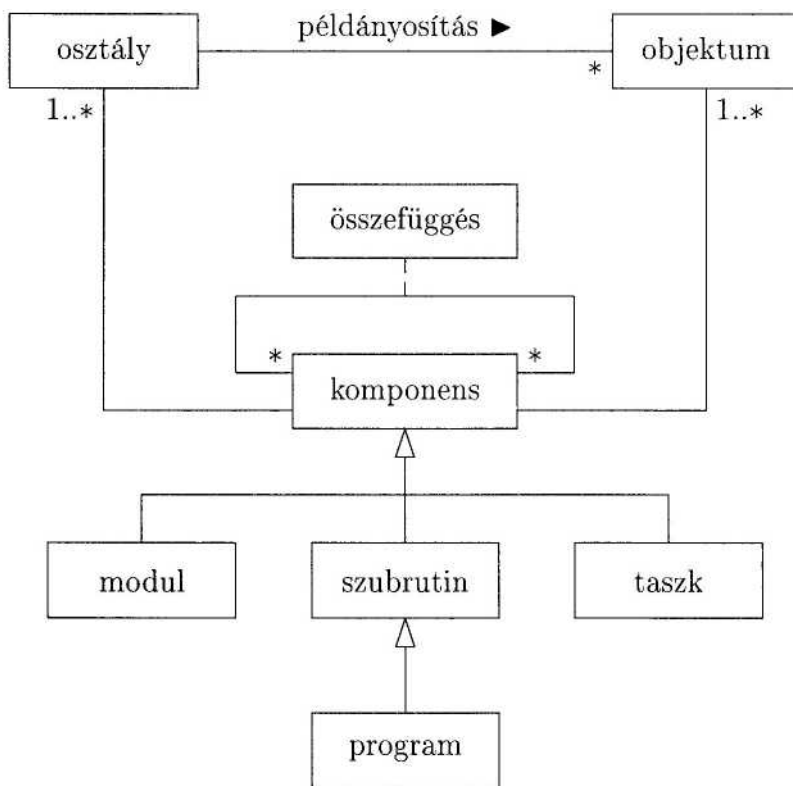 osztály
példányosítás ►
objektum
*
1..*
1..*
összefüggés
*
*
komponens
modul
szubrutin
taszk
program